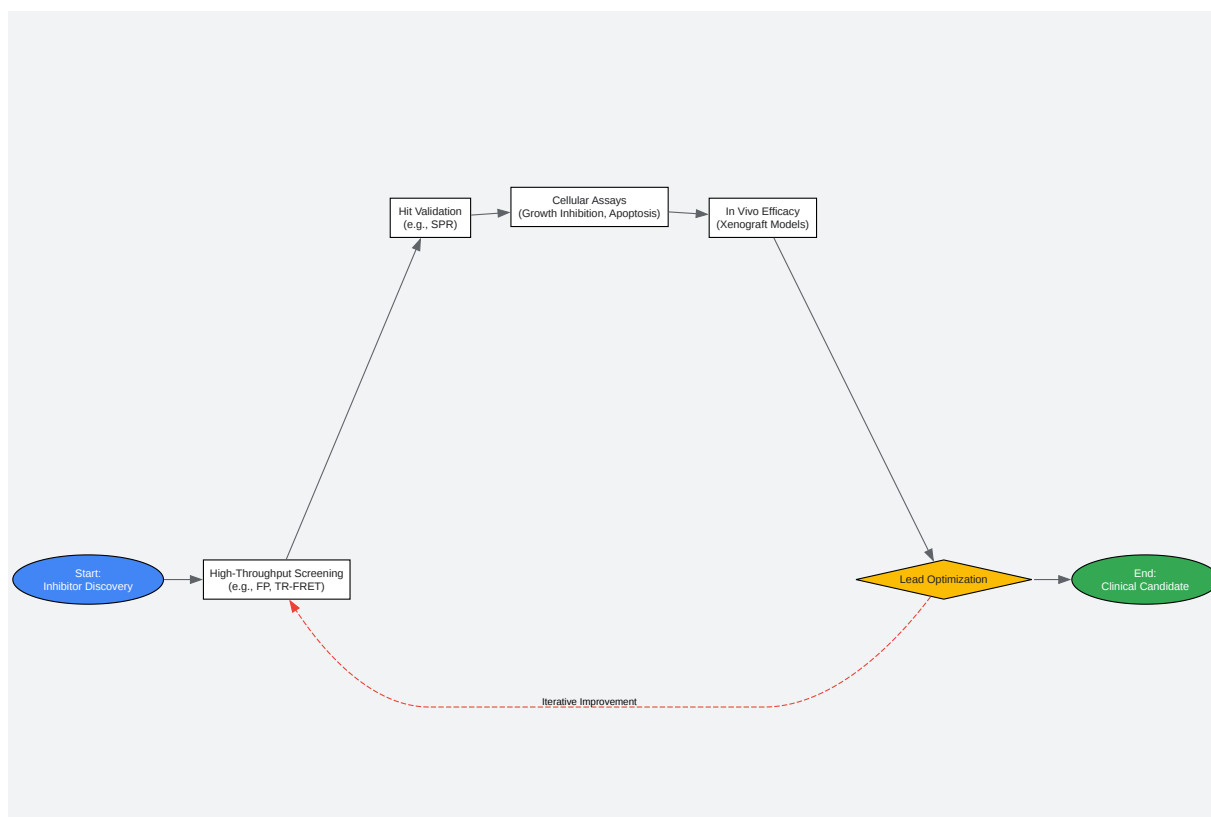 Start:
Inhibitor Discovery
High-Throughput Screening
(e.g., FP, TR-FRET)
Hit Validation
(e.g., SPR)
Cellular Assays
(Growth Inhibition, Apoptosis)
In Vivo Efficacy
(Xenograft Models)
Lead Optimization
End:
Clinical Candidate
Iterative Improvement